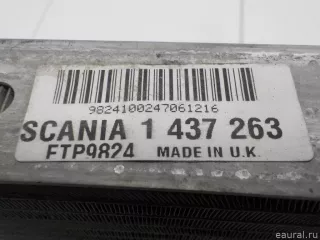 9824100247061216
SCANIA 1 437 263
FTP9824 MADE IN U.K.
eaural.ru